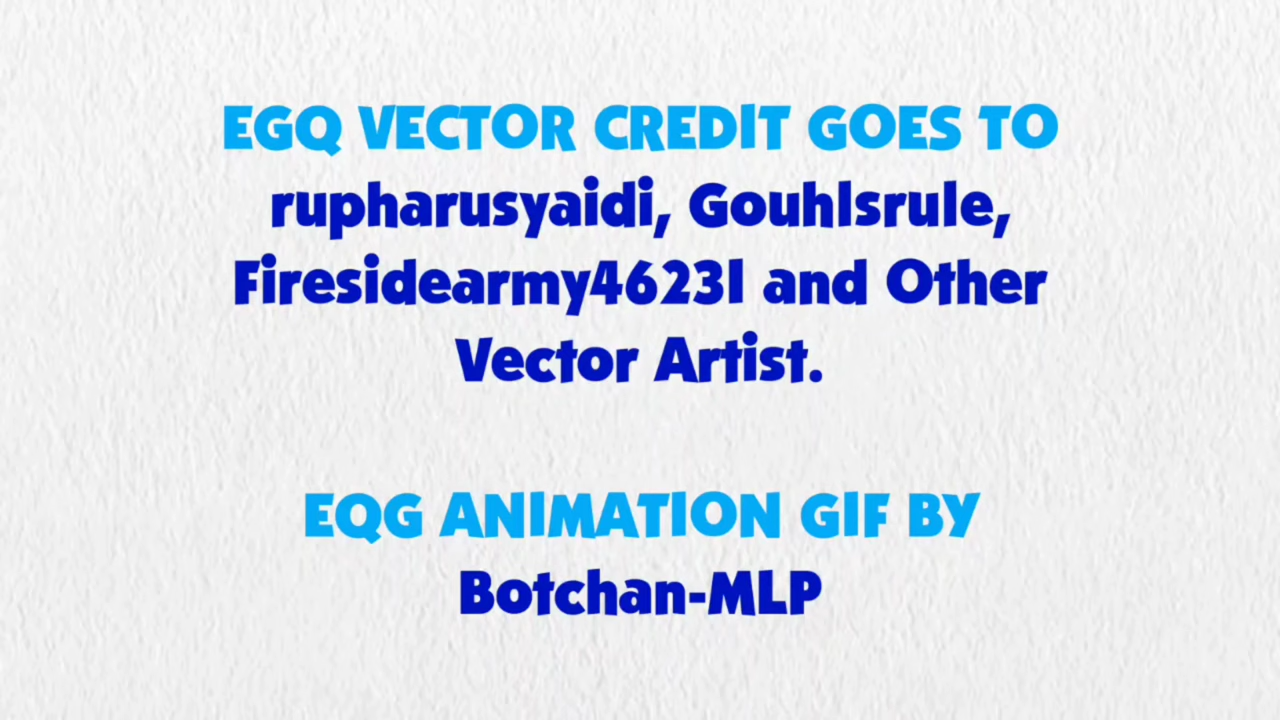 EGQ VECTOR CREDIT GOES TO
rupharusyaidi, Gouhlsrule,
Firesidearmy46231 and Other
Vector Artist.
EQG ANIMATION GIF BY
Botchan-MLP